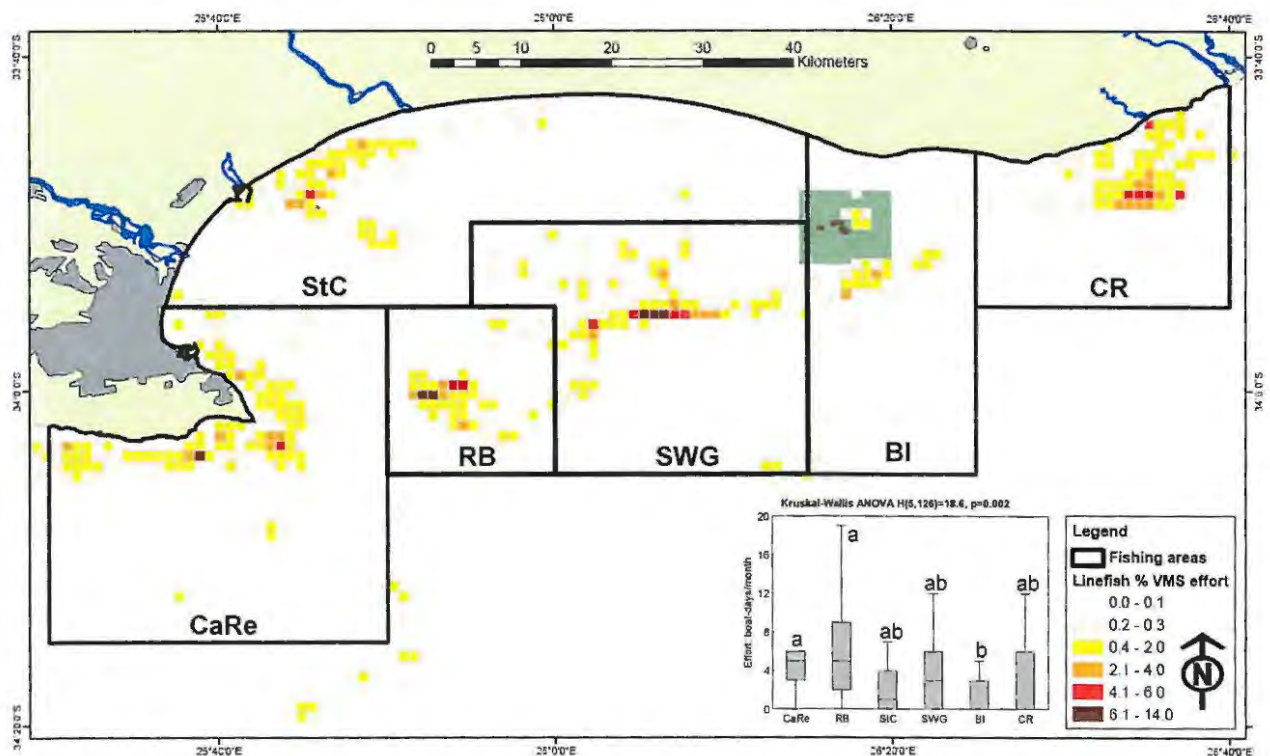 25°40'0"E 25°0'0"E 26°20'0"E 26°40'0"E
33°40'0"S 33°40'0"S
0 5 10 20 30 40
Kilometers
StC
CR
34°0'0"S 34°0'0"S
RB
SWG
BI
CaRe
Kruskal-Wallis ANOVA H(5,126)=18.6, p=0.002
20
16
12
8
4
0
Effort: boat-days/month
a
a
ab
ab
b
ab
CaRe RB StC SWG BI CR
Legend
Fishing areas
Linefish % VMS effort
0.0 - 0.1
0.2 - 0.3
0.4 - 2.0
2.1 - 4.0
4.1 - 6.0
6.1 - 14.0
N
34°20'0"S
25°40'0"E 26°0'0"E 26°20'0"E 26°40'0"E